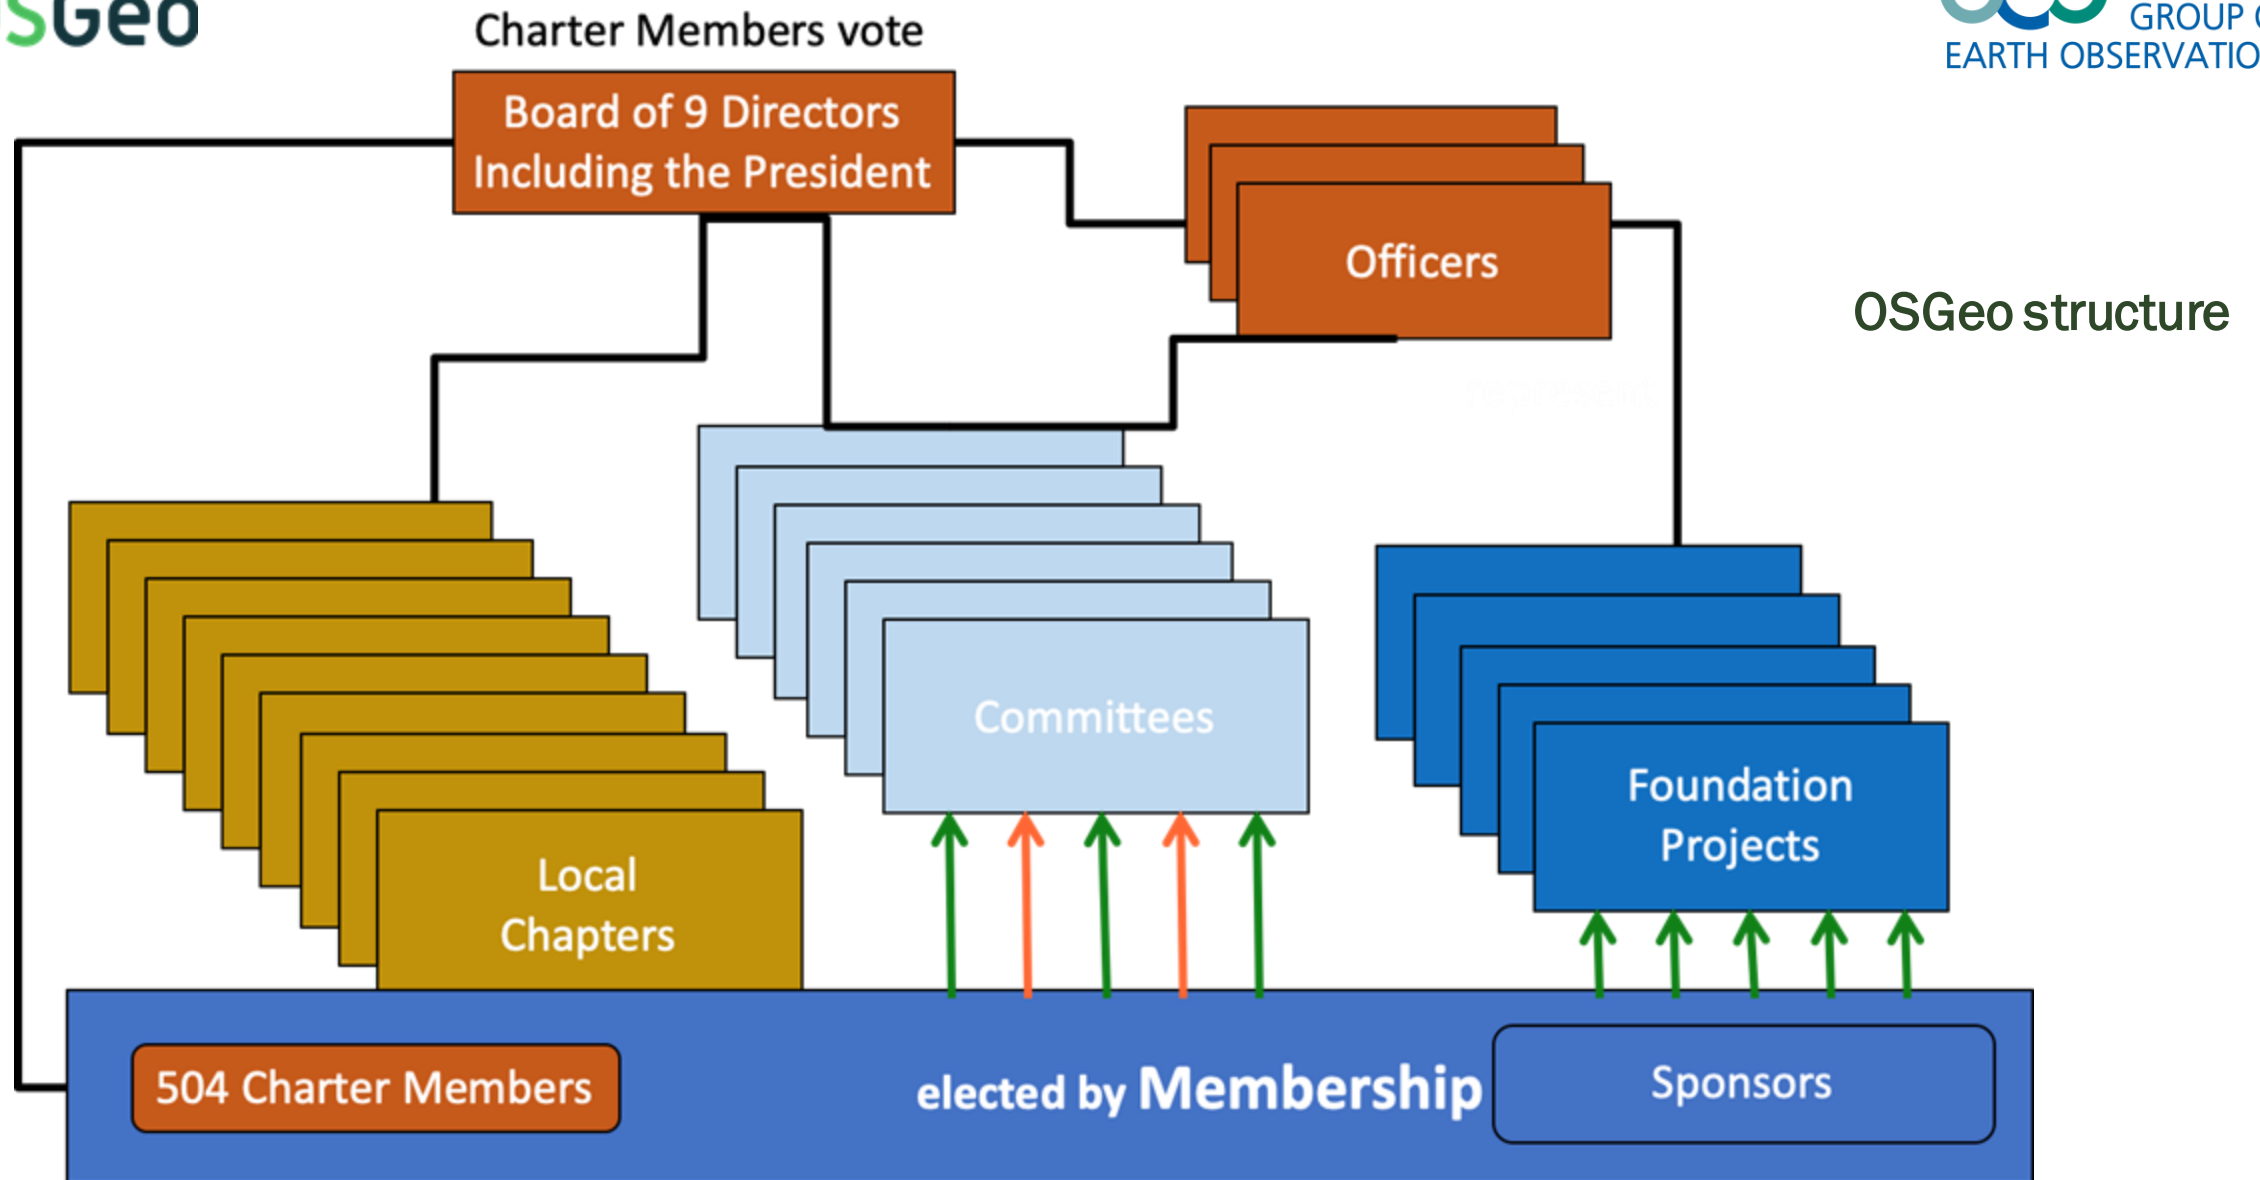 SGeo
Charter Members vote
GROUP
EARTH OBSERVATIO
Board of 9 Directors
Including the President
Officers
OSGeo structure
Committees
Foundation
Projects
Local
Chapters
504 Charter Members
elected by Membership
Sponsors